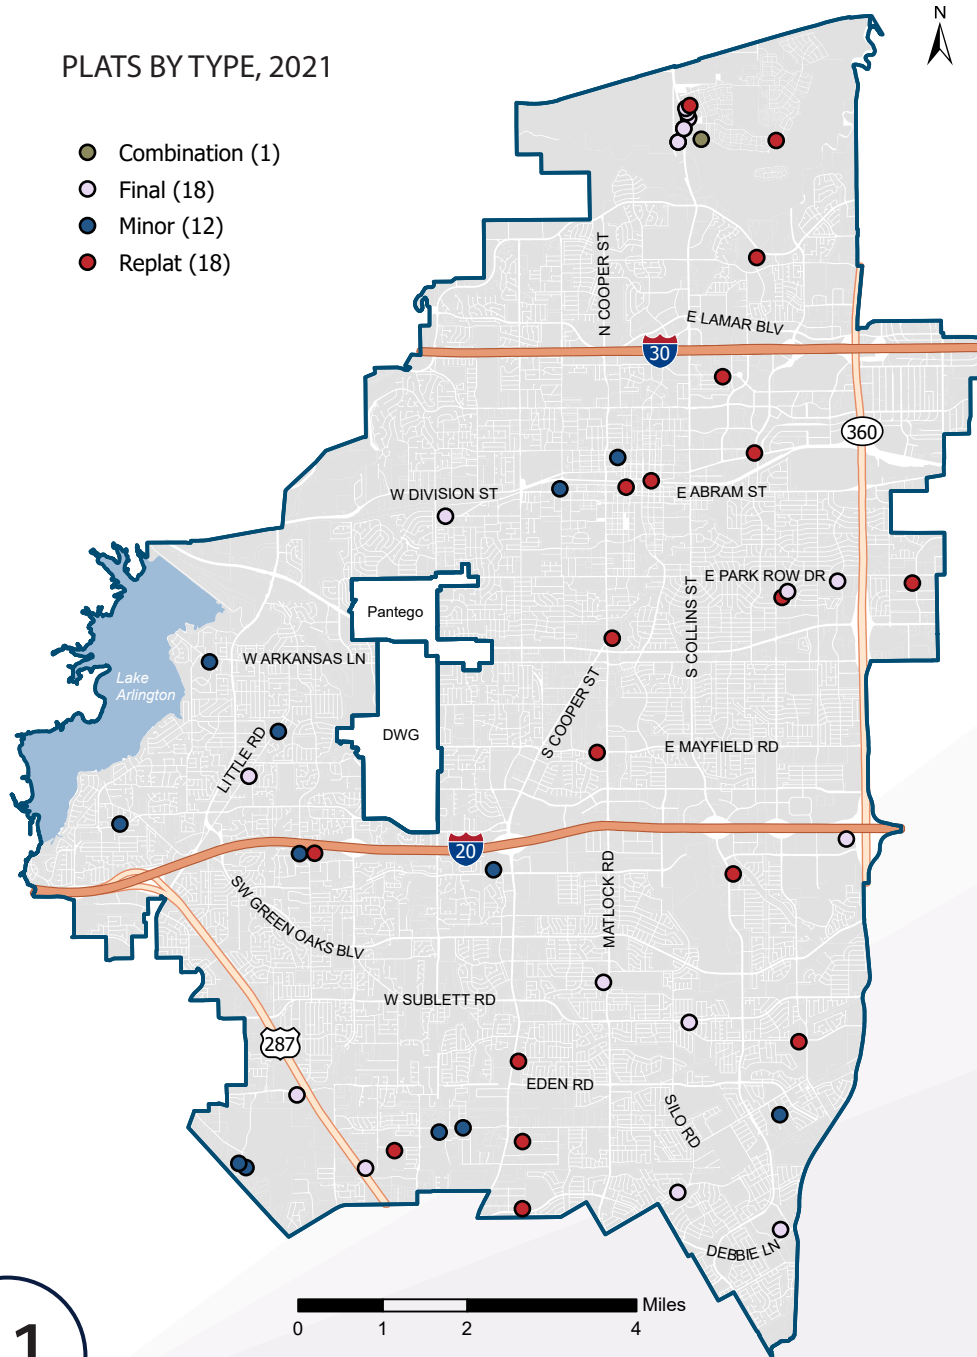 N
PLATS BY TYPE, 2021
Combination (1)
Final (18)
Minor (12)
Replat (18)
N COOPER ST
E LAMAR BLV
30
360
W DIVISION ST
E ABRAM ST
E PARK ROW DR
Pantego
S COLLINS ST
W ARKANSAS LN
Lake
Arlington
S COOPER ST
DWG
LITTLE RD
E MAYFIELD RD
20
MATLOCK RD
SW GREEN OAKS BLV
W SUBLETT RD
287
EDEN RD
SILO RD
DEBBIE LN
Miles
0 1 2 4
1